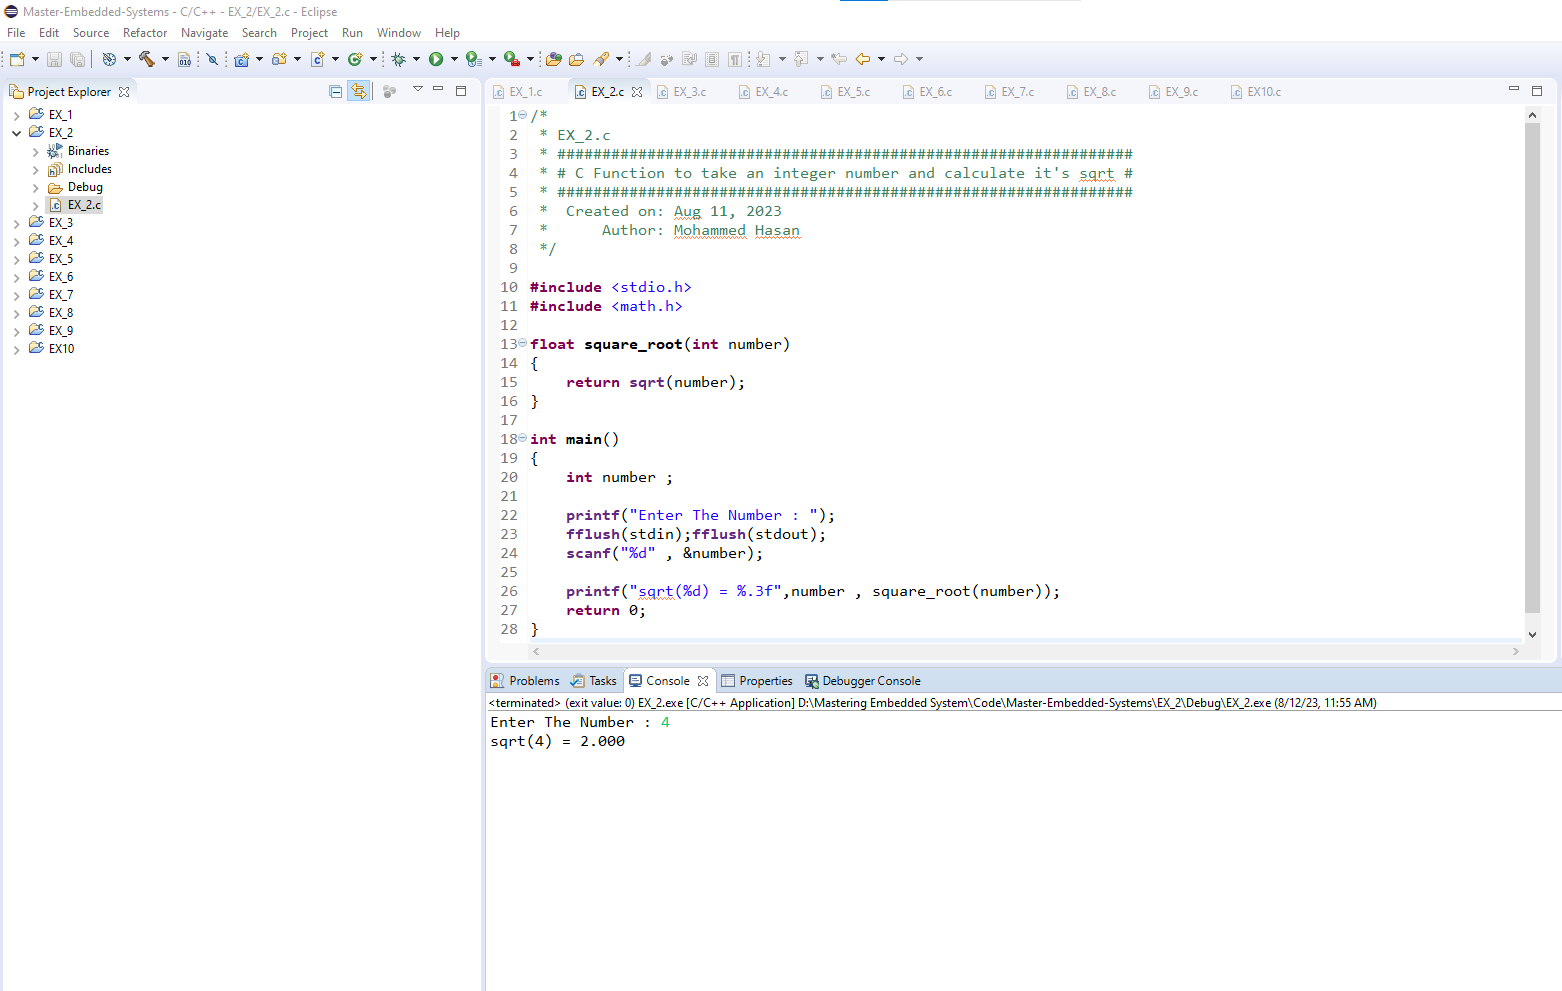 Master-Embedded-Systems - C/C++ - EX_2/EX_2.c - Eclipse
File Edit Source Refactor Navigate Search Project Run Window Help
Project Explorer
EX_1
EX_2
Binaries
Includes
Debug
EX_2.c
EX_3
EX_4
EX_5
EX_6
EX_7
EX_8
EX_9
EX10
EX_1.c EX_2.c EX_3.c EX_4.c EX_5.c EX_6.c EX_7.c EX_8.c EX_9.c EX10.c
1 /*
2  * EX_2.c
3  * ################################################################
4  * # C Function to take an integer number and calculate it's sqrt #
5  * ################################################################
6  *  Created on: Aug 11, 2023
7  *      Author: Mohammed Hasan
8  */
9
10 #include <stdio.h>
11 #include <math.h>
12
13 float square_root(int number)
14 {
15     return sqrt(number);
16 }
17
18 int main()
19 {
20     int number ;
21
22     printf("Enter The Number : ");
23     fflush(stdin);fflush(stdout);
24     scanf("%d" , &number);
25
26     printf("sqrt(%d) = %.3f",number , square_root(number));
27     return 0;
28 }
Problems Tasks Console Properties Debugger Console
<terminated> (exit value: 0) EX_2.exe [C/C++ Application] D:\Mastering Embedded System\Code\Master-Embedded-Systems\EX_2\Debug\EX_2.exe (8/12/23, 11:55 AM)
Enter The Number : 4
sqrt(4) = 2.000